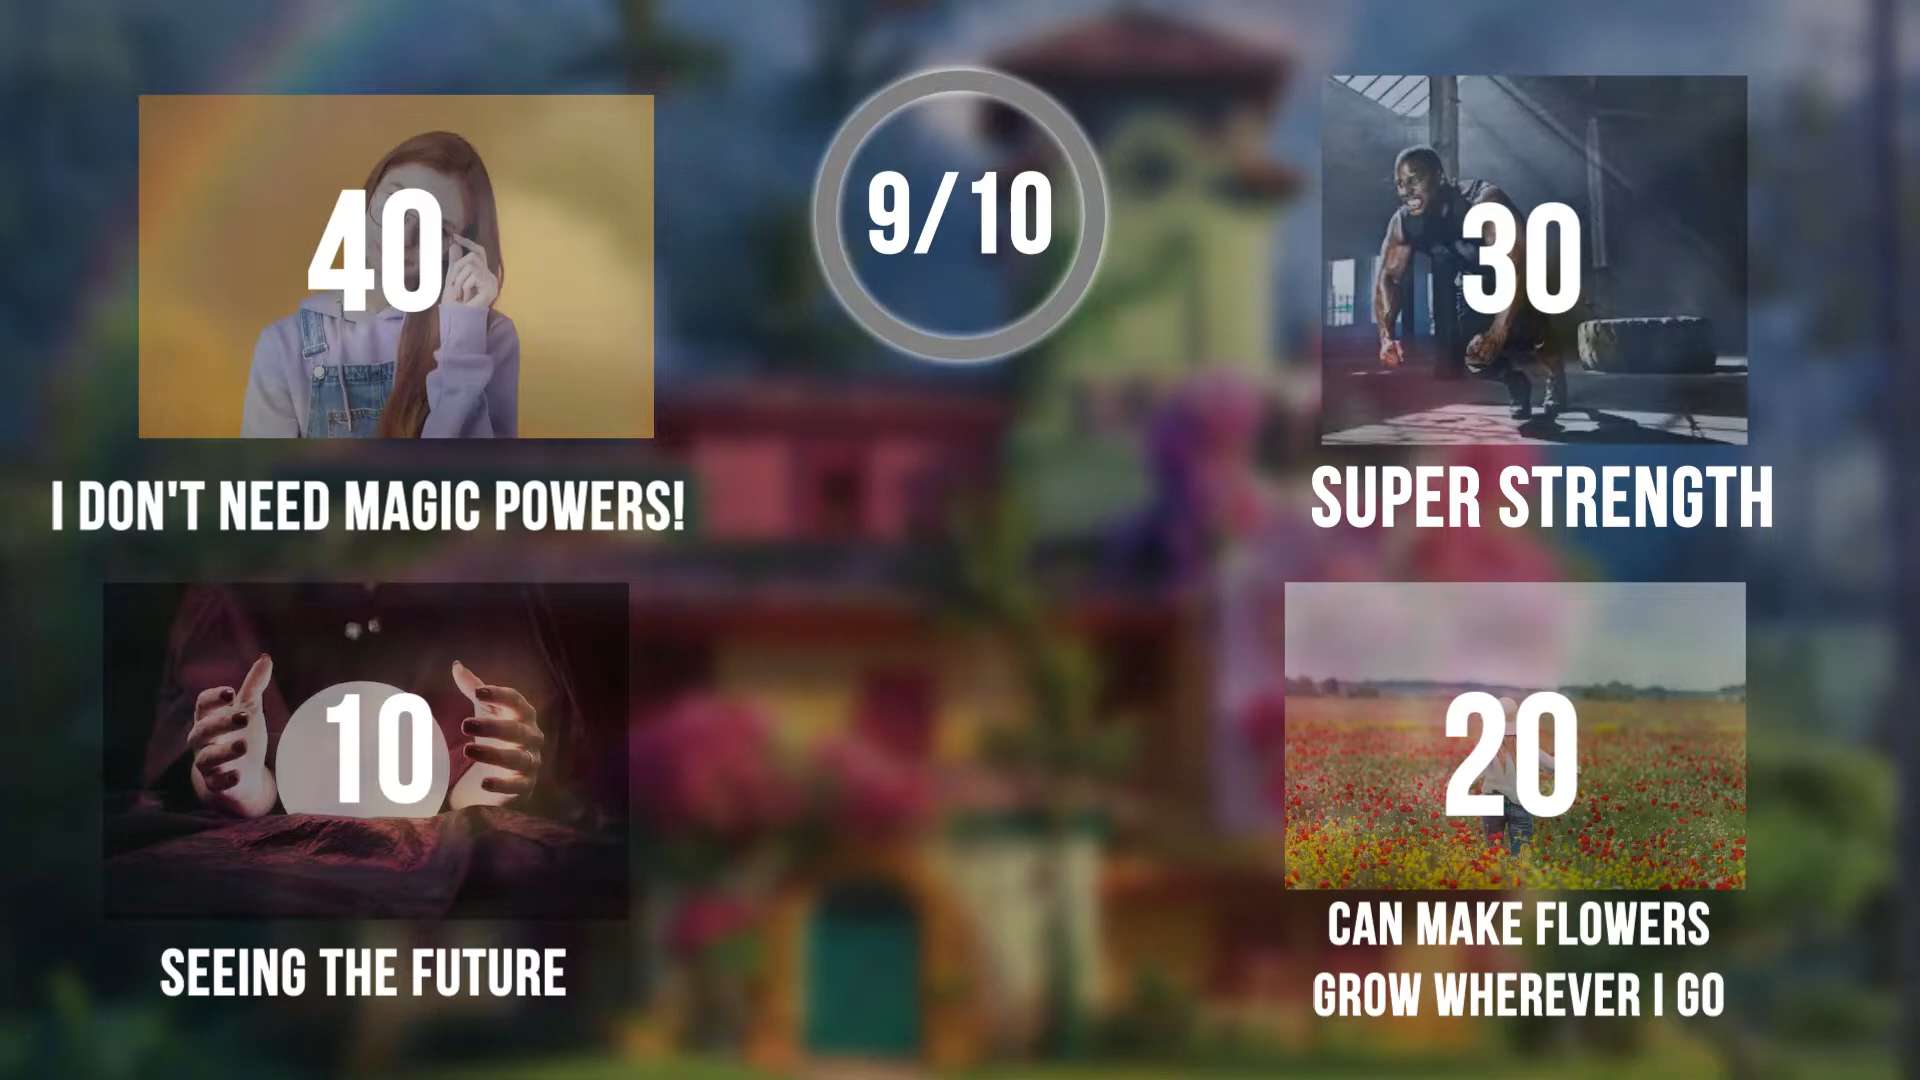 40
9/10
30
I DON'T NEED MAGIC POWERS!
SUPER STRENGTH
10
20
SEEING THE FUTURE
CAN MAKE FLOWERS
GROW WHEREVER I GO